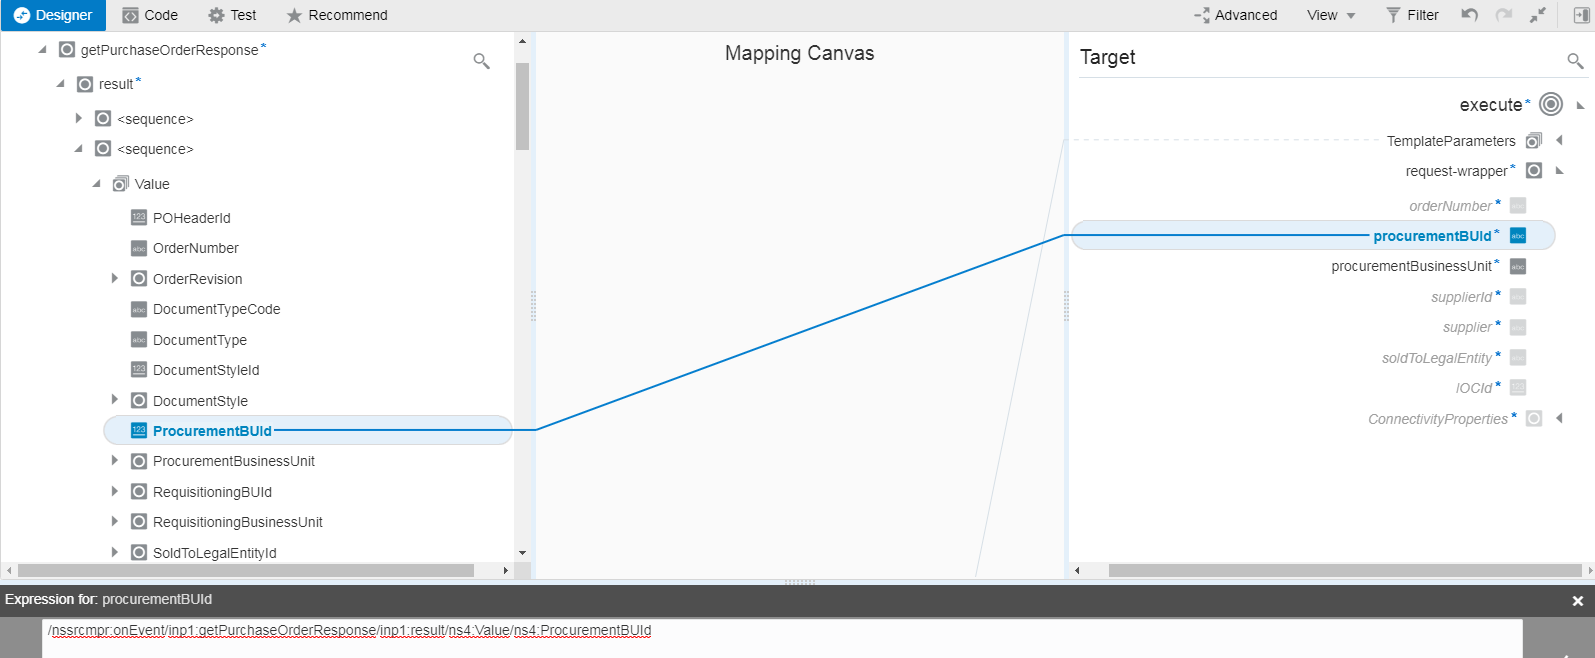 Designer Code Test Recommend Advanced View Filter
getPurchaseOrderResponse*
result*
<sequence>
<sequence>
Value
POHeaderId
OrderNumber
OrderRevision
DocumentTypeCode
DocumentType
DocumentStyleId
DocumentStyle
ProcurementBUId
ProcurementBusinessUnit
RequisitioningBUId
RequisitioningBusinessUnit
SoldToLegalEntityId
Mapping Canvas
Target
execute*
TemplateParameters
request-wrapper*
orderNumber*
procurementBUId*
procurementBusinessUnit*
supplierId*
supplier*
soldToLegalEntity*
IOCId*
ConnectivityProperties*
Expression for: procurementBUId
/nssrcmpr:onEvent/inp1:getPurchaseOrderResponse/inp1:result/ns4:Value/ns4:ProcurementBUId